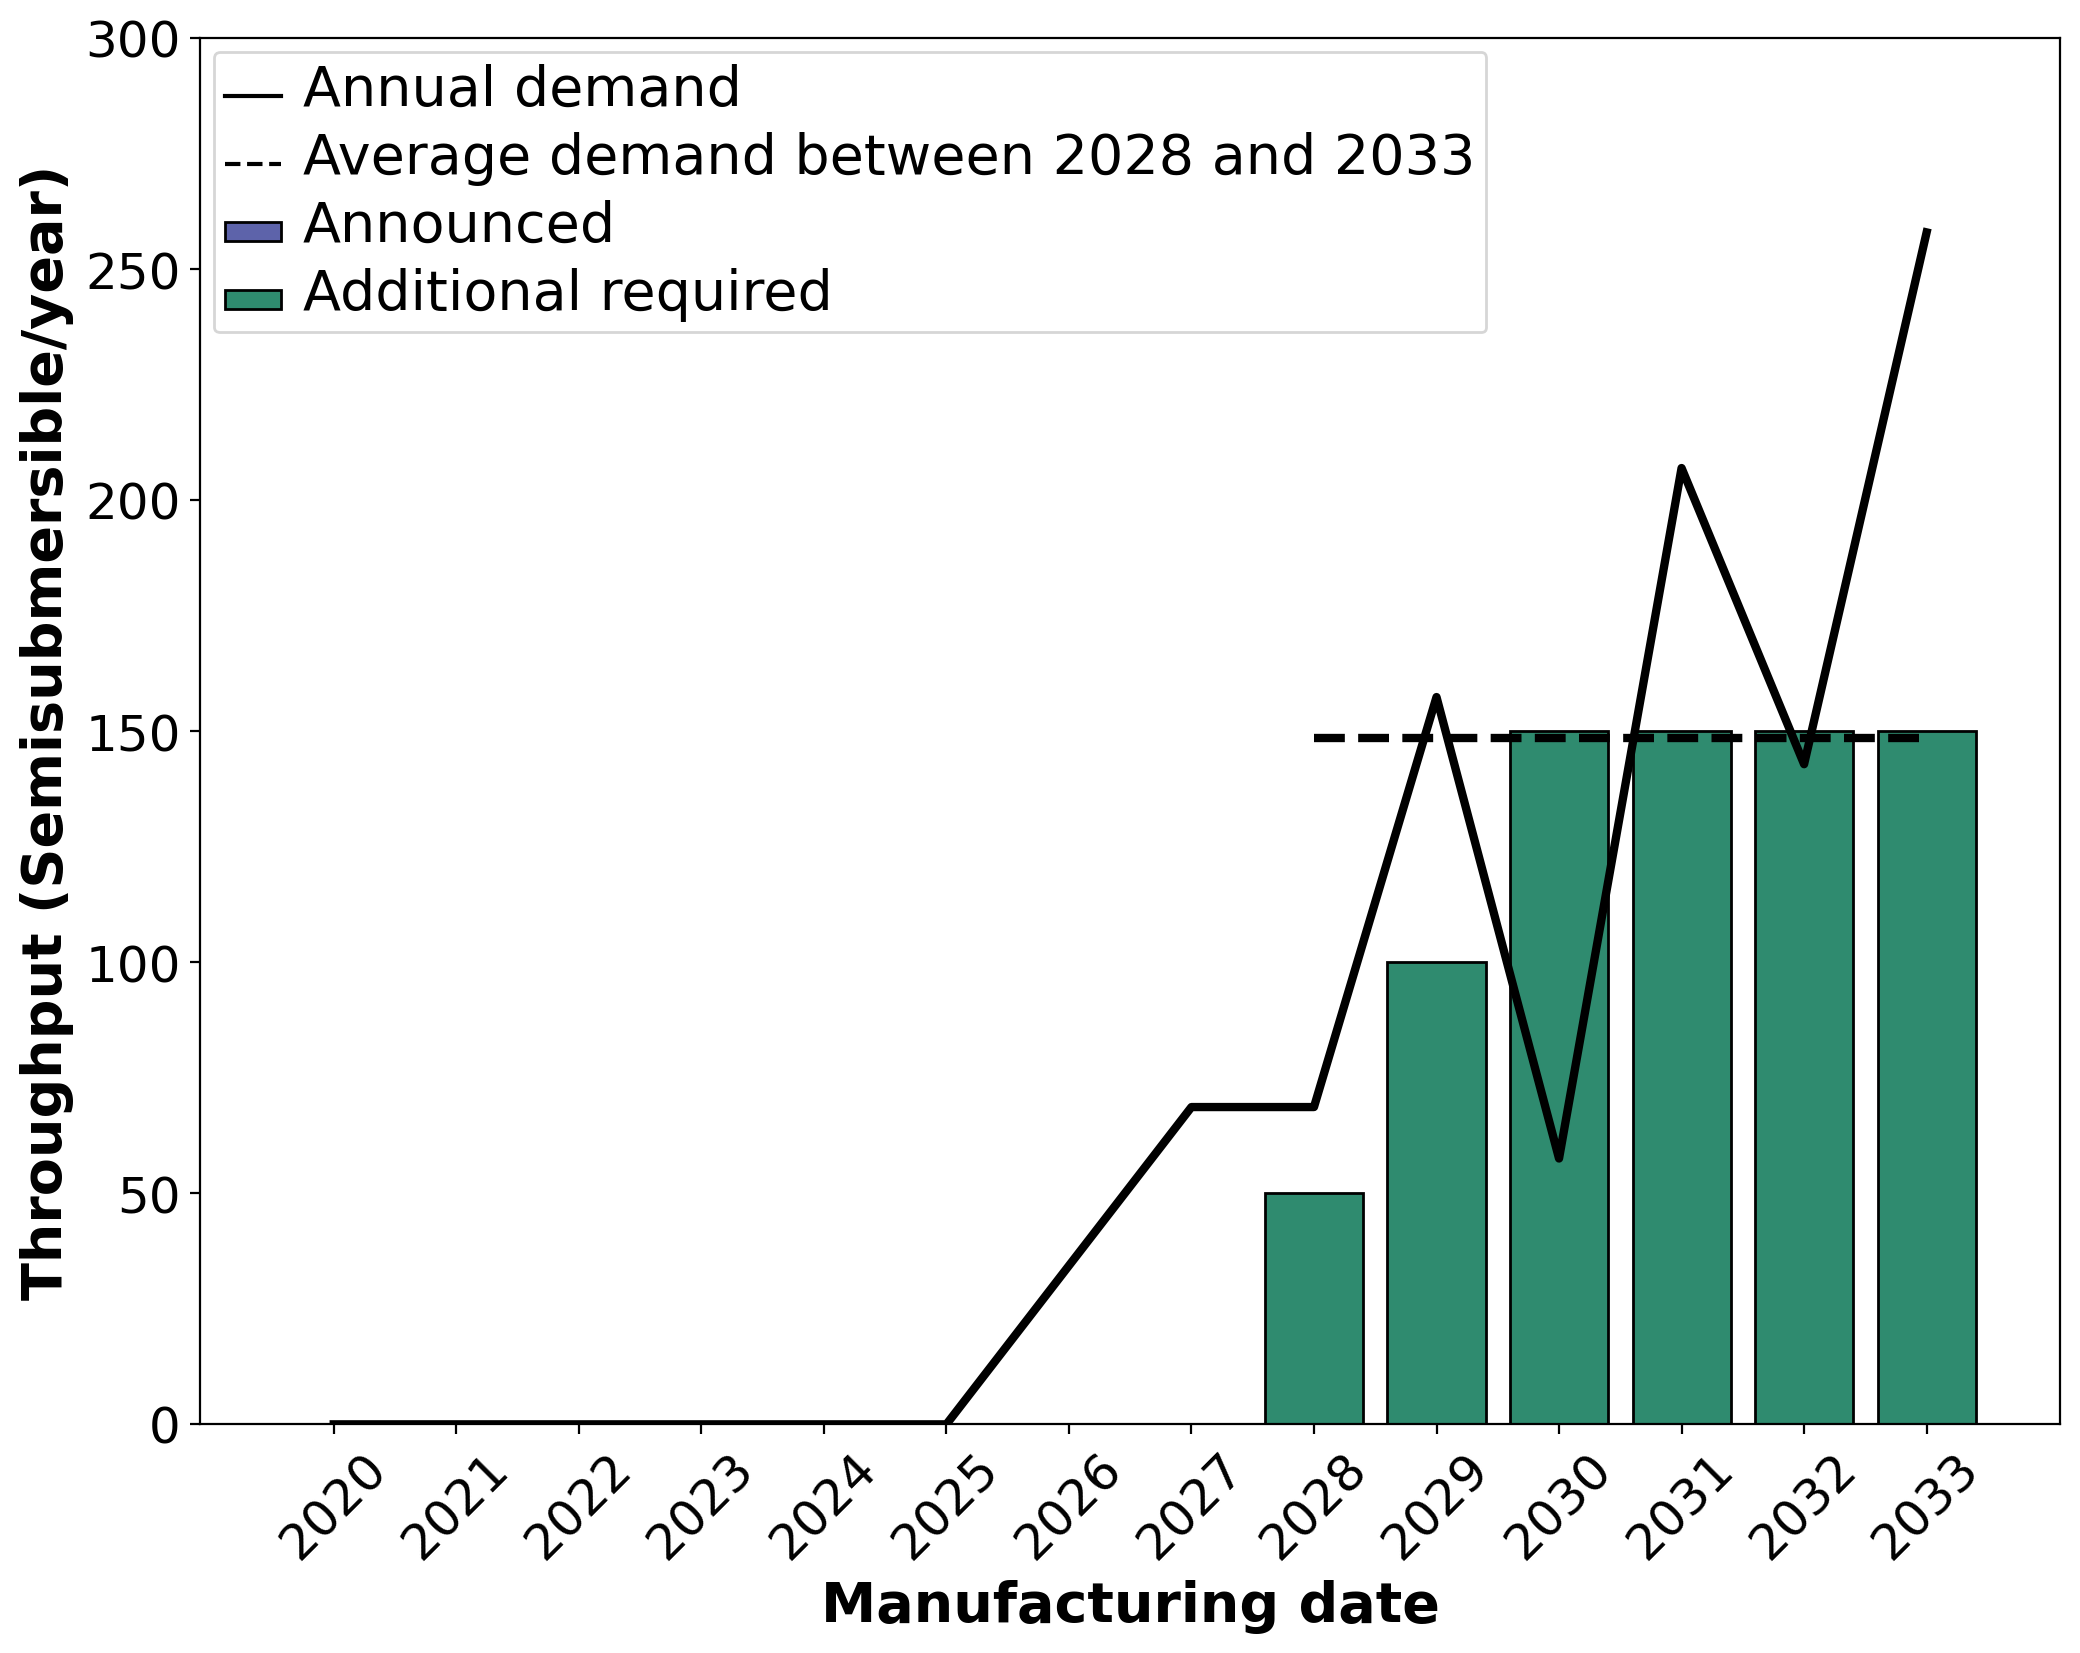 Annual demand
Average demand between 2028 and 2033
Announced
Additional required
Throughput (Semisubmersible/year)
300
250
200
150
100
50
0
2020 2021 2022 2023 2024 2025 2026 2027 2028 2029 2030 2031 2032 2033
Manufacturing date